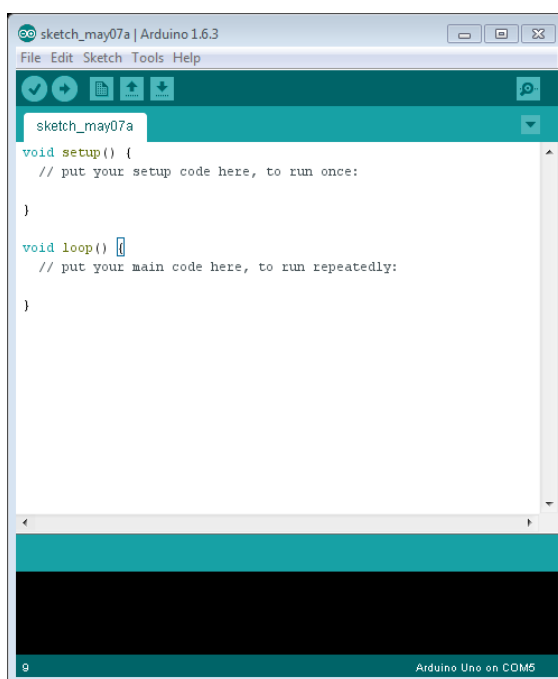 sketch_may07a | Arduino 1.6.3
File Edit Sketch Tools Help
sketch_may07a
void setup() {
  // put your setup code here, to run once:
}
void loop() {
  // put your main code here, to run repeatedly:
}
9
Arduino Uno on COM5